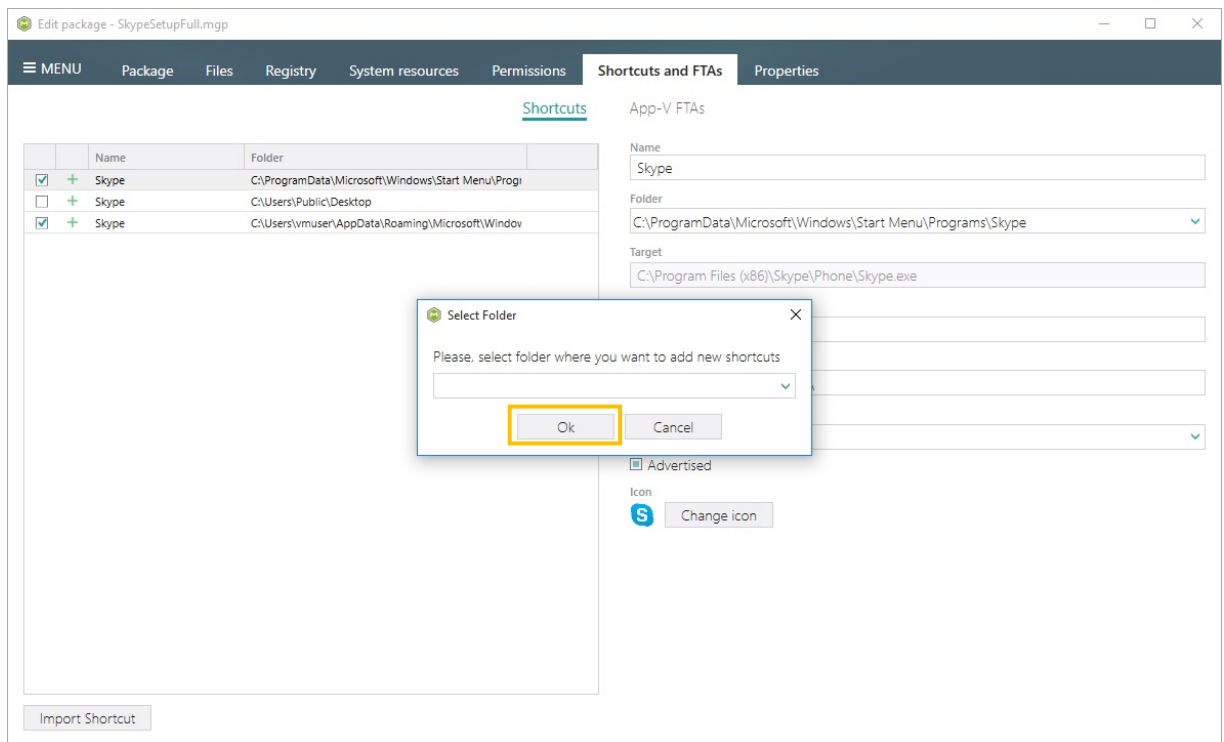 Edit package - SkypeSetupFull.mgp
MENU Package Files Registry System resources Permissions Shortcuts and FTAs Properties
Shortcuts App-V FTAs
Name Folder
Skype C:\ProgramData\Microsoft\Windows\Start Menu\Progr
Skype C:\Users\Public\Desktop
Skype C:\Users\vmuser\AppData\Roaming\Microsoft\Window
Name
Skype
Folder
C:\ProgramData\Microsoft\Windows\Start Menu\Programs\Skype
Target
C:\Program Files (x86)\Skype\Phone\Skype.exe
Select Folder
Please, select folder where you want to add new shortcuts
Ok Cancel
\
Advertised
Icon
S Change icon
Import Shortcut